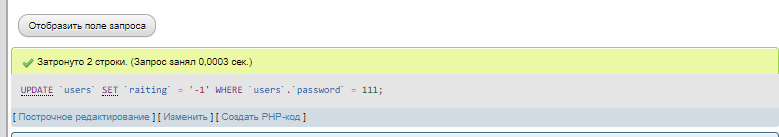 Отобразить поле запроса
Затронуто 2 строки. (Запрос занял 0,0003 сек.)
UPDATE `users` SET `raiting` = '-1' WHERE `users`.`password` = 111;
[ Построчное редактирование ] [ Изменить ] [ Создать PHP-код ]